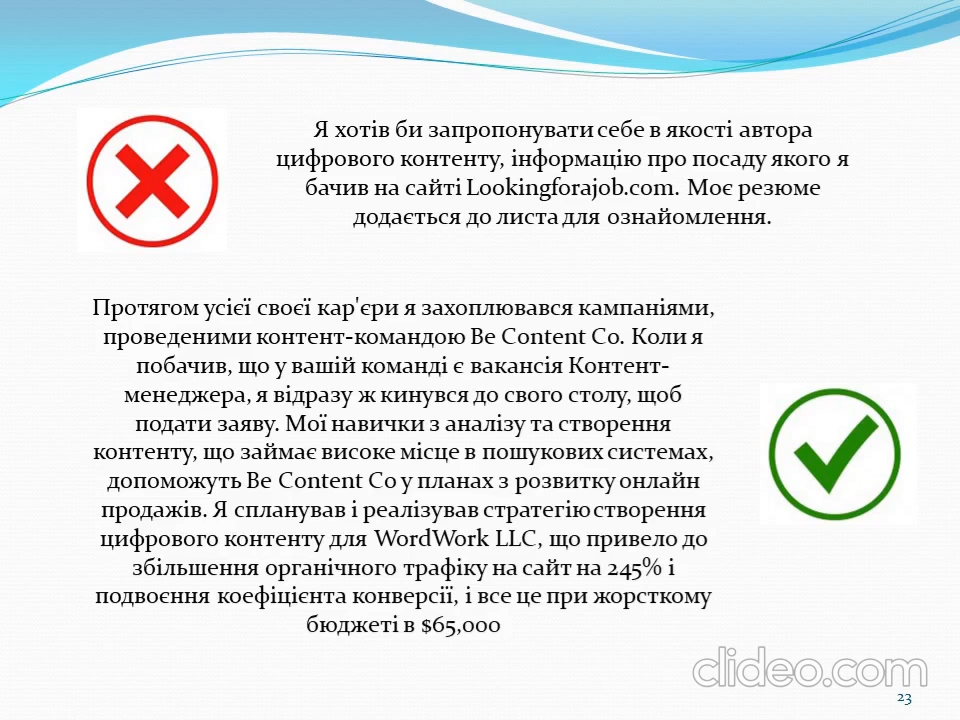 Я хотів би запропонувати себе в якості автора
цифрового контенту, інформацію про посаду якого я
бачив на сайті Lookingforajob.com. Моє резюме
додається до листа для ознайомлення.
Протягом усієї своєї кар'єри я захоплювався кампаніями,
проведеними контент-командою Be Content Co. Коли я
побачив, що у вашій команді є вакансія Контент-
менеджера, я відразу ж кинувся до свого столу, щоб
подати заяву. Мої навички з аналізу та створення
контенту, що займає високе місце в пошукових системах,
допоможуть Be Content Co у планах з розвитку онлайн
продажів. Я спланував і реалізував стратегію створення
цифрового контенту для WordWork LLC, що привело до
збільшення органічного трафіку на сайт на 245% і
подвоєння коефіцієнта конверсії, і все це при жорсткому
бюджеті в $65,000
clideo.com
23